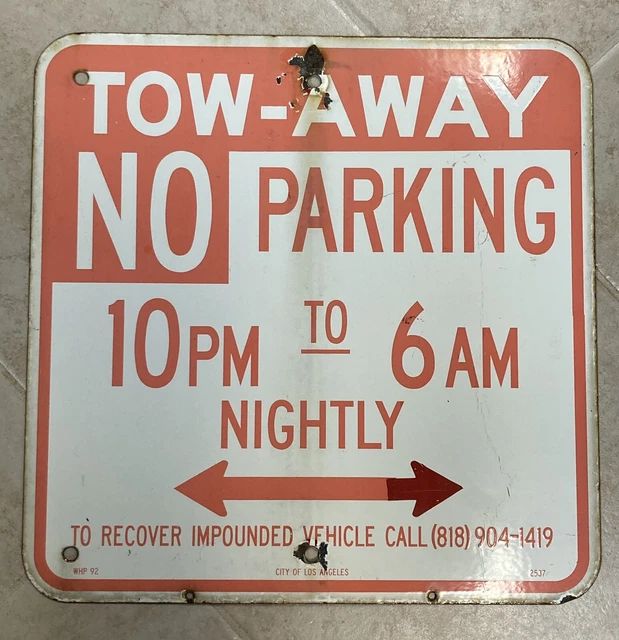 TOW-AWAY
NO PARKING
10PM TO 6AM
NIGHTLY
TO RECOVER IMPOUNDED VEHICLE CALL (818) 904-1419
WHP 92 CITY OF LOS ANGELES 25J7